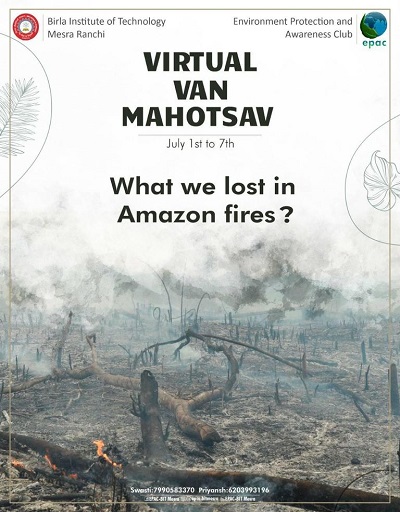 Birla Institute of Technology
Mesra Ranchi
Environment Protection and
Awareness Club
epac
VIRTUAL
VAN
MAHOTSAV
July 1st to 7th
What we lost in
Amazon fires?
Swasti:7990583370 Priyansh:6203993196